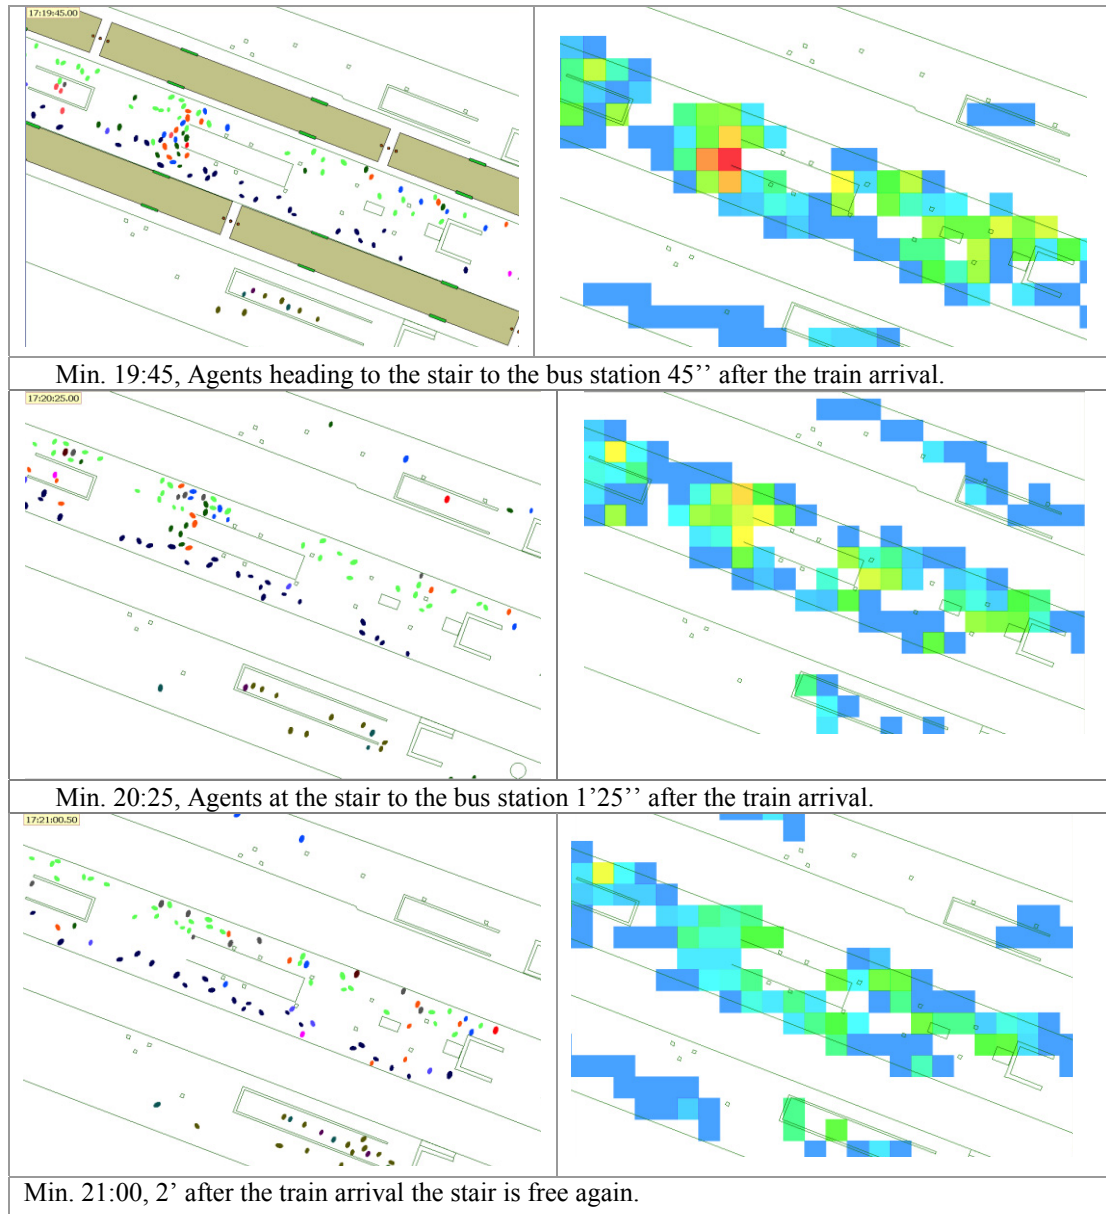 17:19:45.00
Min. 19:45, Agents heading to the stair to the bus station 45’’ after the train arrival.
17:20:25.00
Min. 20:25, Agents at the stair to the bus station 1’25’’ after the train arrival.
17:21:00.50
Min. 21:00, 2’ after the train arrival the stair is free again.